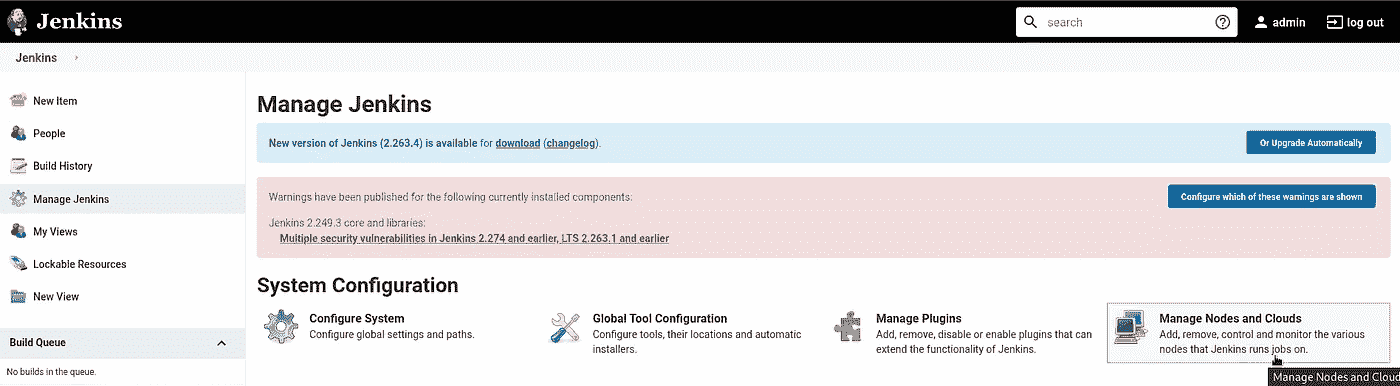 Jenkins
search
admin
log out
Jenkins
New Item
People
Build History
Manage Jenkins
My Views
Lockable Resources
New View
Build Queue
No builds in the queue.
Manage Jenkins
New version of Jenkins (2.263.4) is available for download (changelog).
Or Upgrade Automatically
Warnings have been published for the following currently installed components:
Configure which of these warnings are shown
Jenkins 2.249.3 core and libraries:
Multiple security vulnerabilities in Jenkins 2.274 and earlier, LTS 2.263.1 and earlier
System Configuration
Configure System
Configure global settings and paths.
Global Tool Configuration
Configure tools, their locations and automatic
installers.
Manage Plugins
Add, remove, disable or enable plugins that can
extend the functionality of Jenkins.
Manage Nodes and Clouds
Add, remove, control and monitor the various
nodes that Jenkins runs jobs on.
Manage Nodes and Cloud